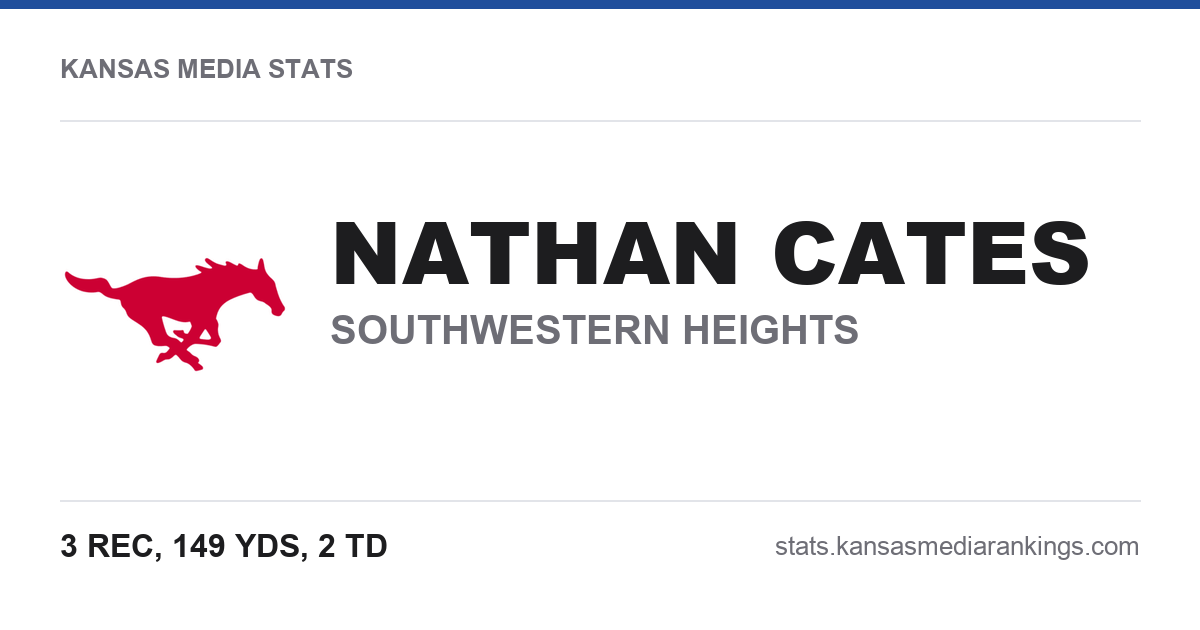 KANSAS MEDIA STATS
NATHAN CATES
SOUTHWESTERN HEIGHTS
3 REC, 149 YDS, 2 TD
stats.kansasmediarankings.com